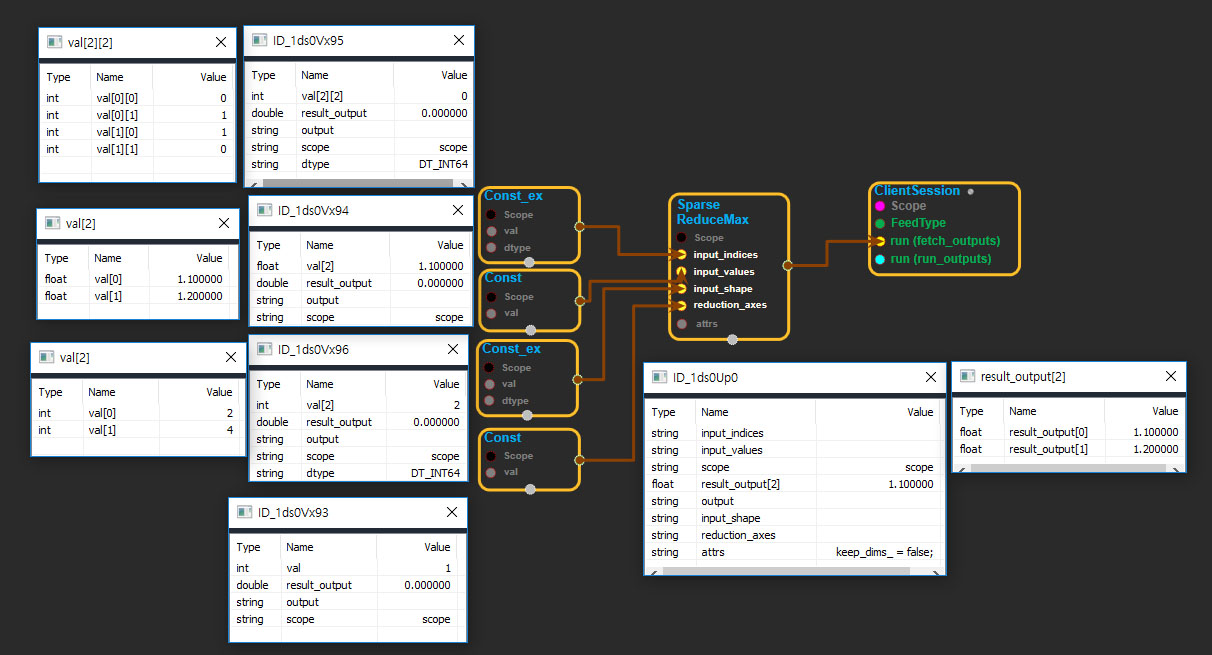 val[2][2]
Type Name Value
int val[0][0] 0
int val[0][1] 1
int val[1][0] 1
int val[1][1] 0
ID_1ds0Vx95
Type Name Value
int val[2][2] 0
double result_output 0.000000
string output
string scope scope
string dtype DT_INT64
val[2]
Type Name Value
float val[0] 1.100000
float val[1] 1.200000
ID_1ds0Vx94
Type Name Value
float val[2] 1.100000
double result_output 0.000000
string output
string scope scope
val[2]
Type Name Value
int val[0] 2
int val[1] 4
ID_1ds0Vx96
Type Name Value
int val[2] 2
double result_output 0.000000
string output
string scope scope
string dtype DT_INT64
ID_1ds0Vx93
Type Name Value
int val 1
double result_output 0.000000
string output
string scope scope
Const_ex
Scope
val
dtype
Const
Scope
val
Const_ex
Scope
val
dtype
Const
Scope
val
Sparse
ReduceMax
Scope
input_indices
input_values
input_shape
reduction_axes
attrs
ClientSession
Scope
FeedType
run (fetch_outputs)
run (run_outputs)
ID_1ds0Up0
Type Name Value
string input_indices
string input_values
string scope scope
float result_output[2] 1.100000
string output
string input_shape
string reduction_axes
string attrs keep_dims_ = false;
result_output[2]
Type Name Value
float result_output[0] 1.100000
float result_output[1] 1.200000